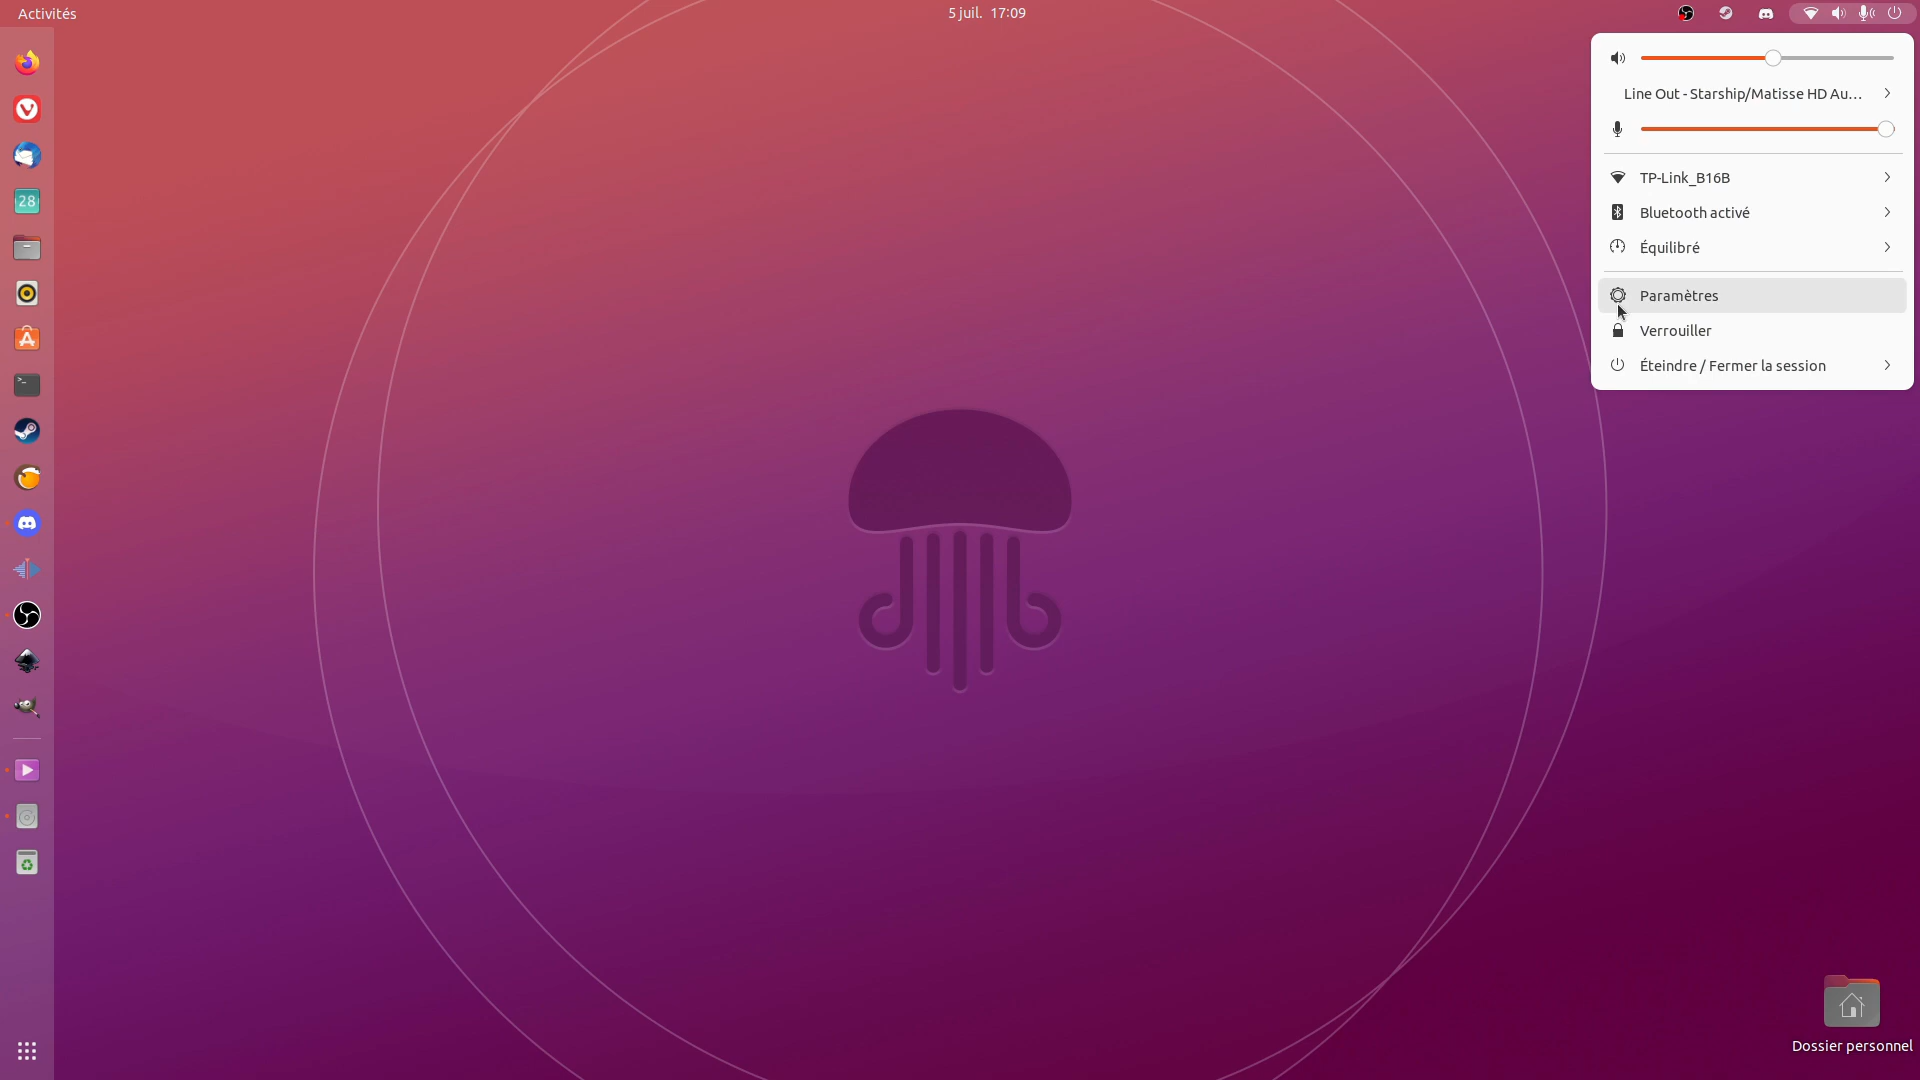 Activités
5 juil. 17:09
Line Out - Starship/Matisse HD Au...
TP-Link_B16B
Bluetooth activé
Équilibré
Paramètres
Verrouiller
Éteindre / Fermer la session
28
Dossier personnel